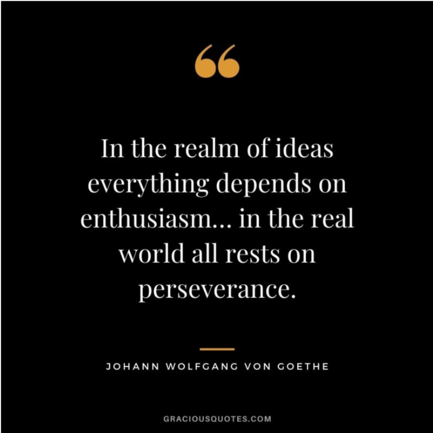 “
In the realm of ideas
everything depends on
enthusiasm... in the real
world all rests on
perseverance.
JOHANN WOLFGANG VON GOETHE
GRACIOUSQUOTES.COM